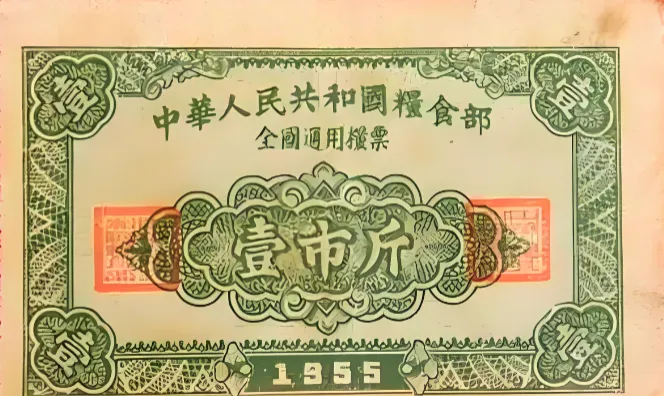 壹 壹
中華人民共和國糧食部
全國通用糧票
壹市斤
壹 壹
1955